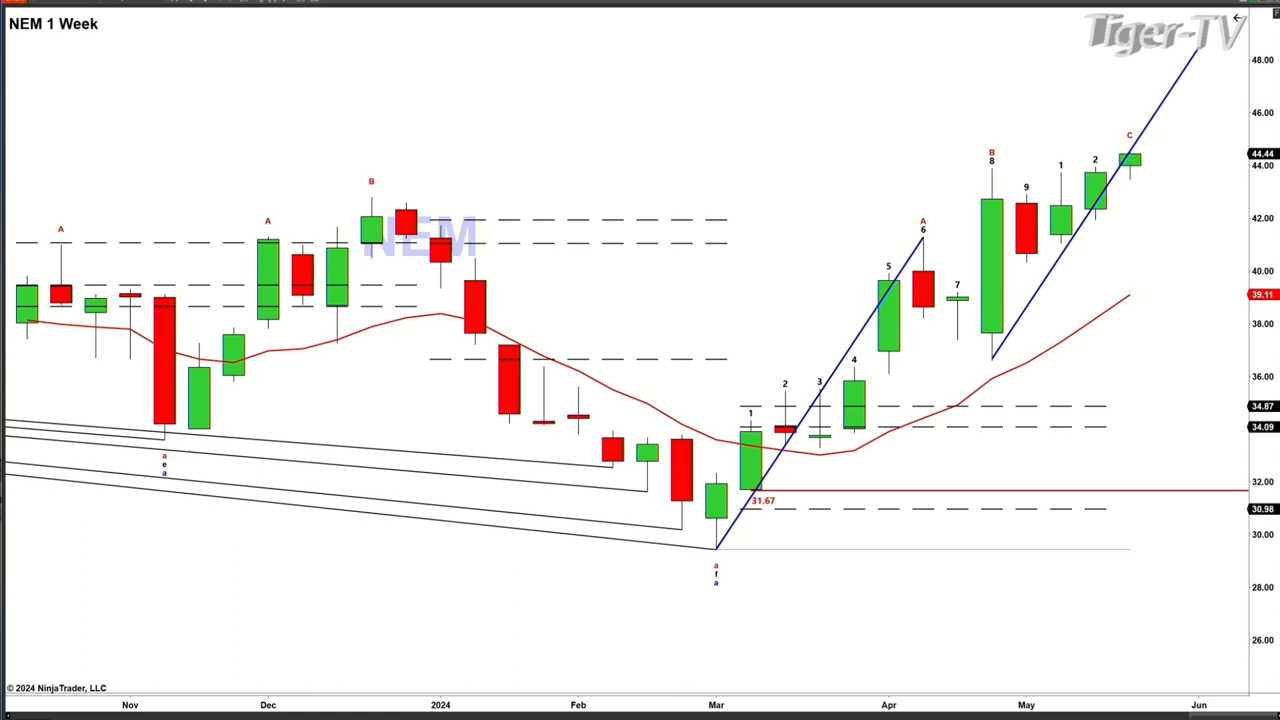 NEM 1 Week
Tiger-TV
48.00
46.00
C
44.44
44.00
B
8
9
1
2
A
B
A
A
6
42.00
NEM
5
7
40.00
39.11
38.00
4
3
2
1
36.00
34.87
34.09
a
e
a
32.00
31.67
30.98
30.00
a
f
a
28.00
26.00
© 2024 NinjaTrader, LLC
Nov Dec 2024 Feb Mar Apr May Jun